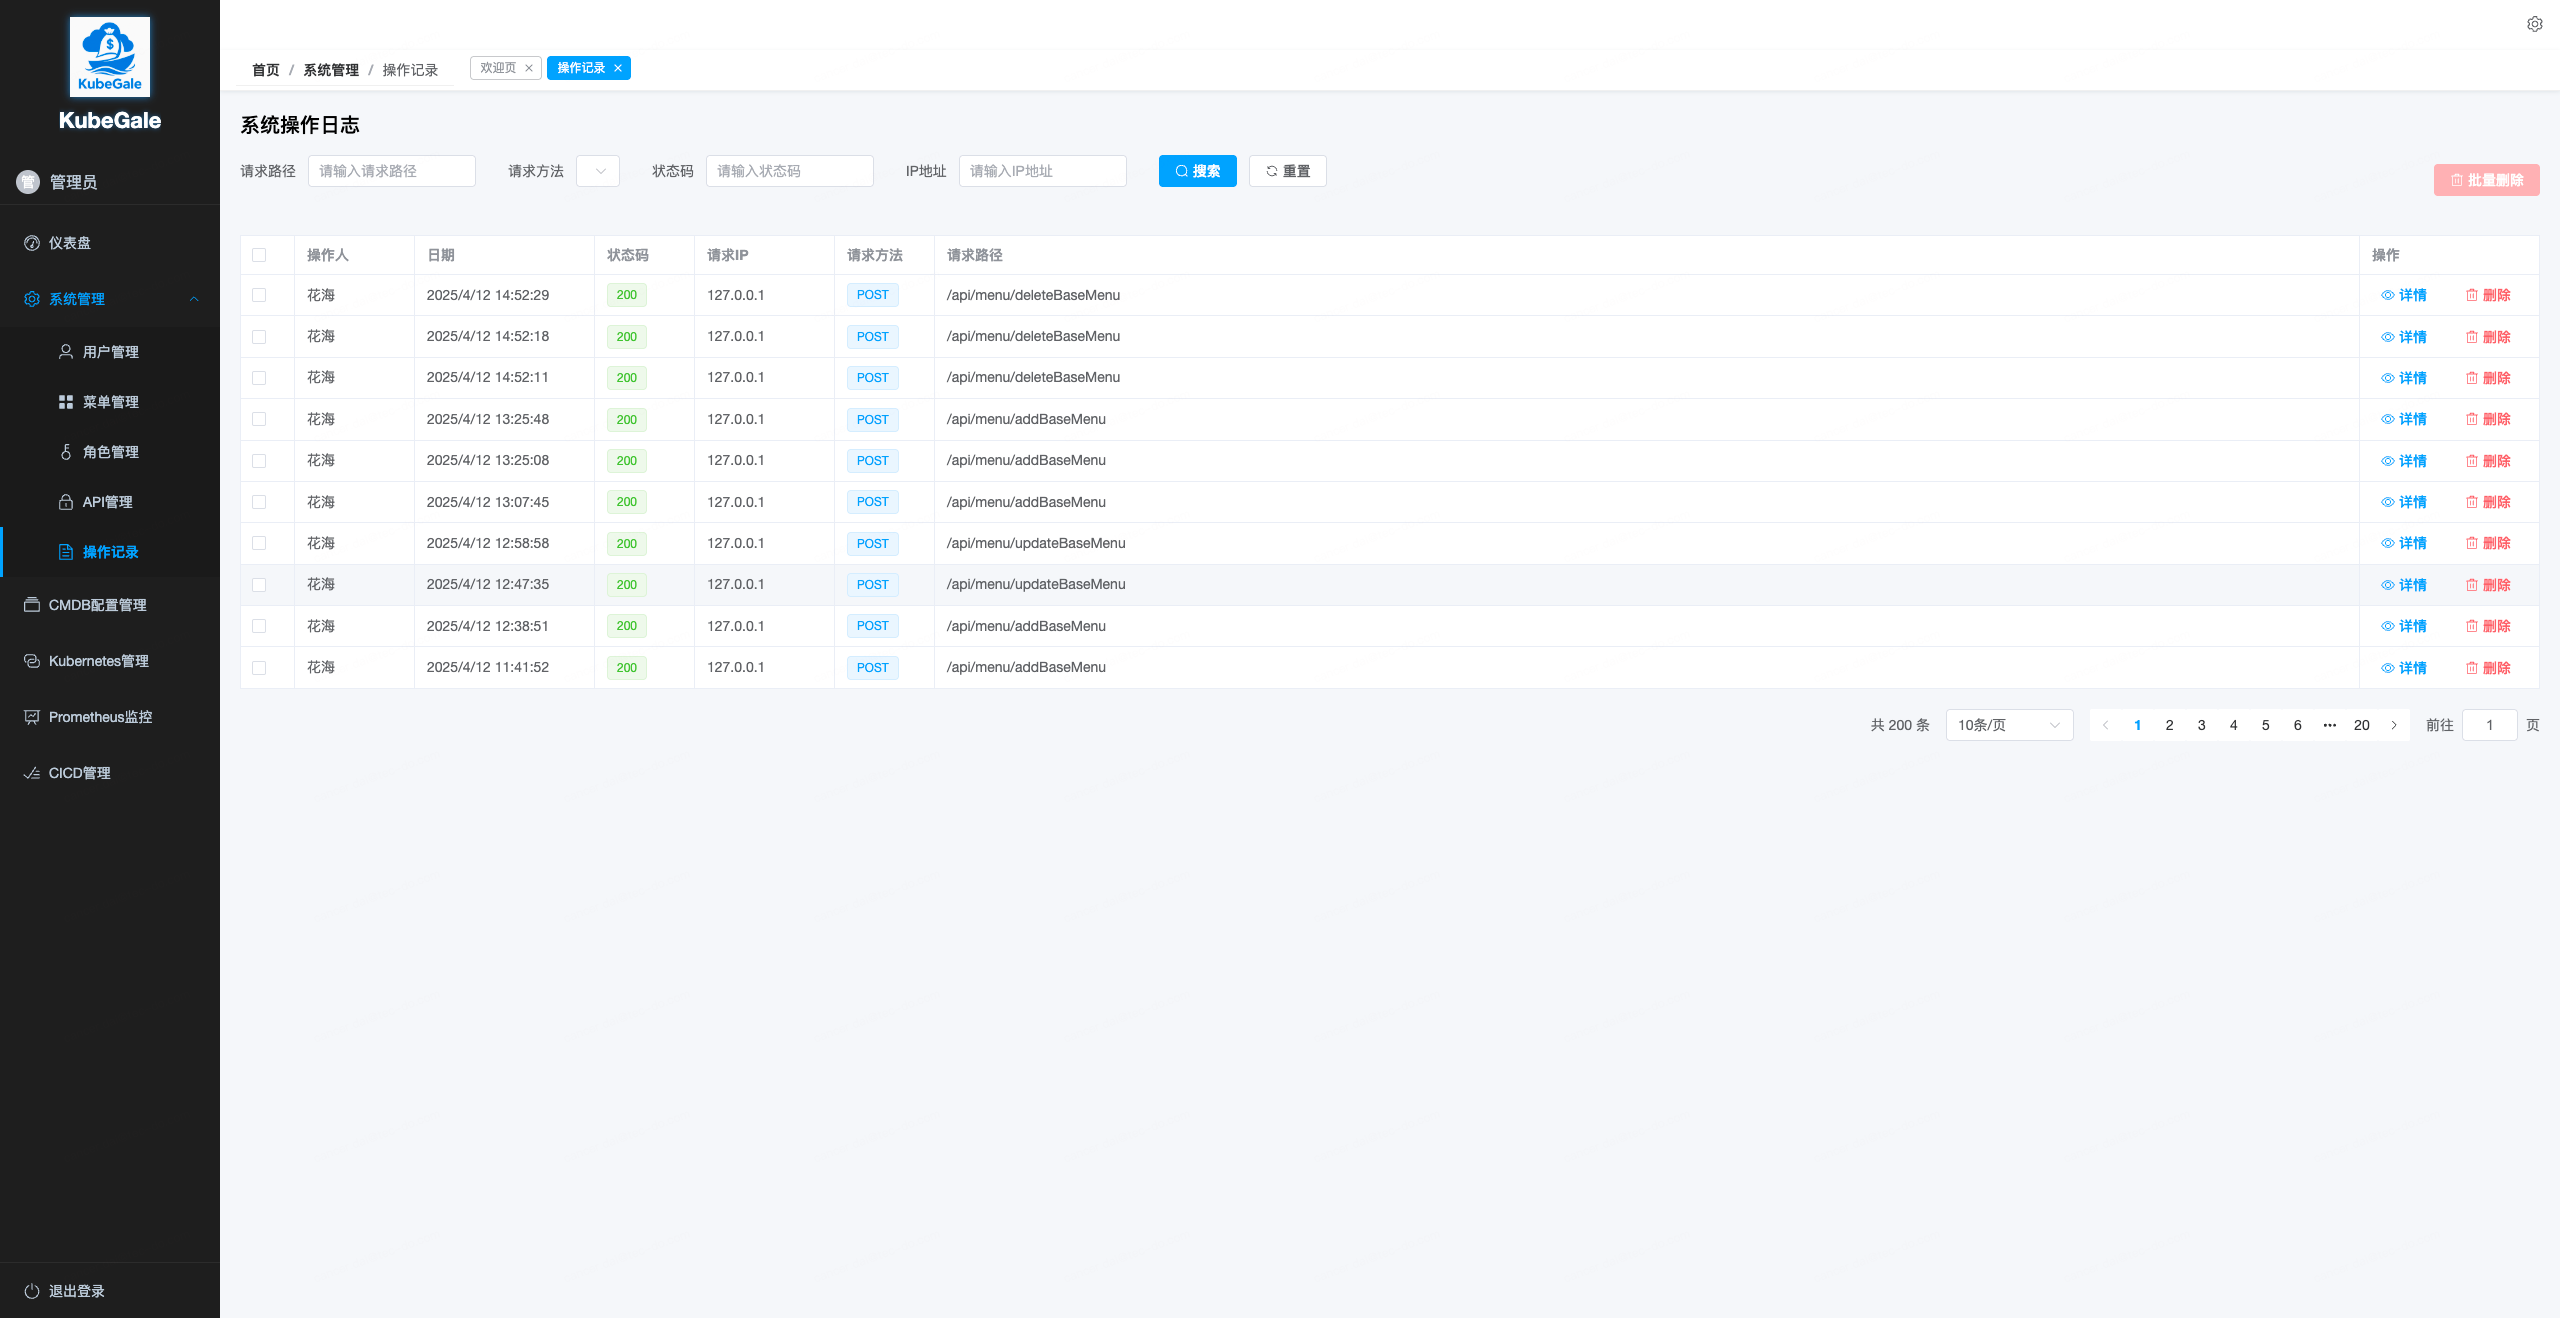 KubeGale
KubeGale
管 管理员
仪表盘
系统管理
用户管理
菜单管理
角色管理
API管理
操作记录
CMDB配置管理
Kubernetes管理
Prometheus监控
CICD管理
退出登录
首页 / 系统管理 / 操作记录 欢迎页 操作记录
系统操作日志
请求路径 请输入请求路径 请求方法 状态码 请输入状态码 IP地址 请输入IP地址 搜索 重置 批量删除
操作人 日期 状态码 请求IP 请求方法 请求路径 操作
花海 2025/4/12 14:52:29 200 127.0.0.1 POST /api/menu/deleteBaseMenu 详情 删除
花海 2025/4/12 14:52:18 200 127.0.0.1 POST /api/menu/deleteBaseMenu 详情 删除
花海 2025/4/12 14:52:11 200 127.0.0.1 POST /api/menu/deleteBaseMenu 详情 删除
花海 2025/4/12 13:25:48 200 127.0.0.1 POST /api/menu/addBaseMenu 详情 删除
花海 2025/4/12 13:25:08 200 127.0.0.1 POST /api/menu/addBaseMenu 详情 删除
花海 2025/4/12 13:07:45 200 127.0.0.1 POST /api/menu/addBaseMenu 详情 删除
花海 2025/4/12 12:58:58 200 127.0.0.1 POST /api/menu/updateBaseMenu 详情 删除
花海 2025/4/12 12:47:35 200 127.0.0.1 POST /api/menu/updateBaseMenu 详情 删除
花海 2025/4/12 12:38:51 200 127.0.0.1 POST /api/menu/addBaseMenu 详情 删除
花海 2025/4/12 11:41:52 200 127.0.0.1 POST /api/menu/addBaseMenu 详情 删除
共 200 条 10条/页 1 2 3 4 5 6 ••• 20 前往 1 页